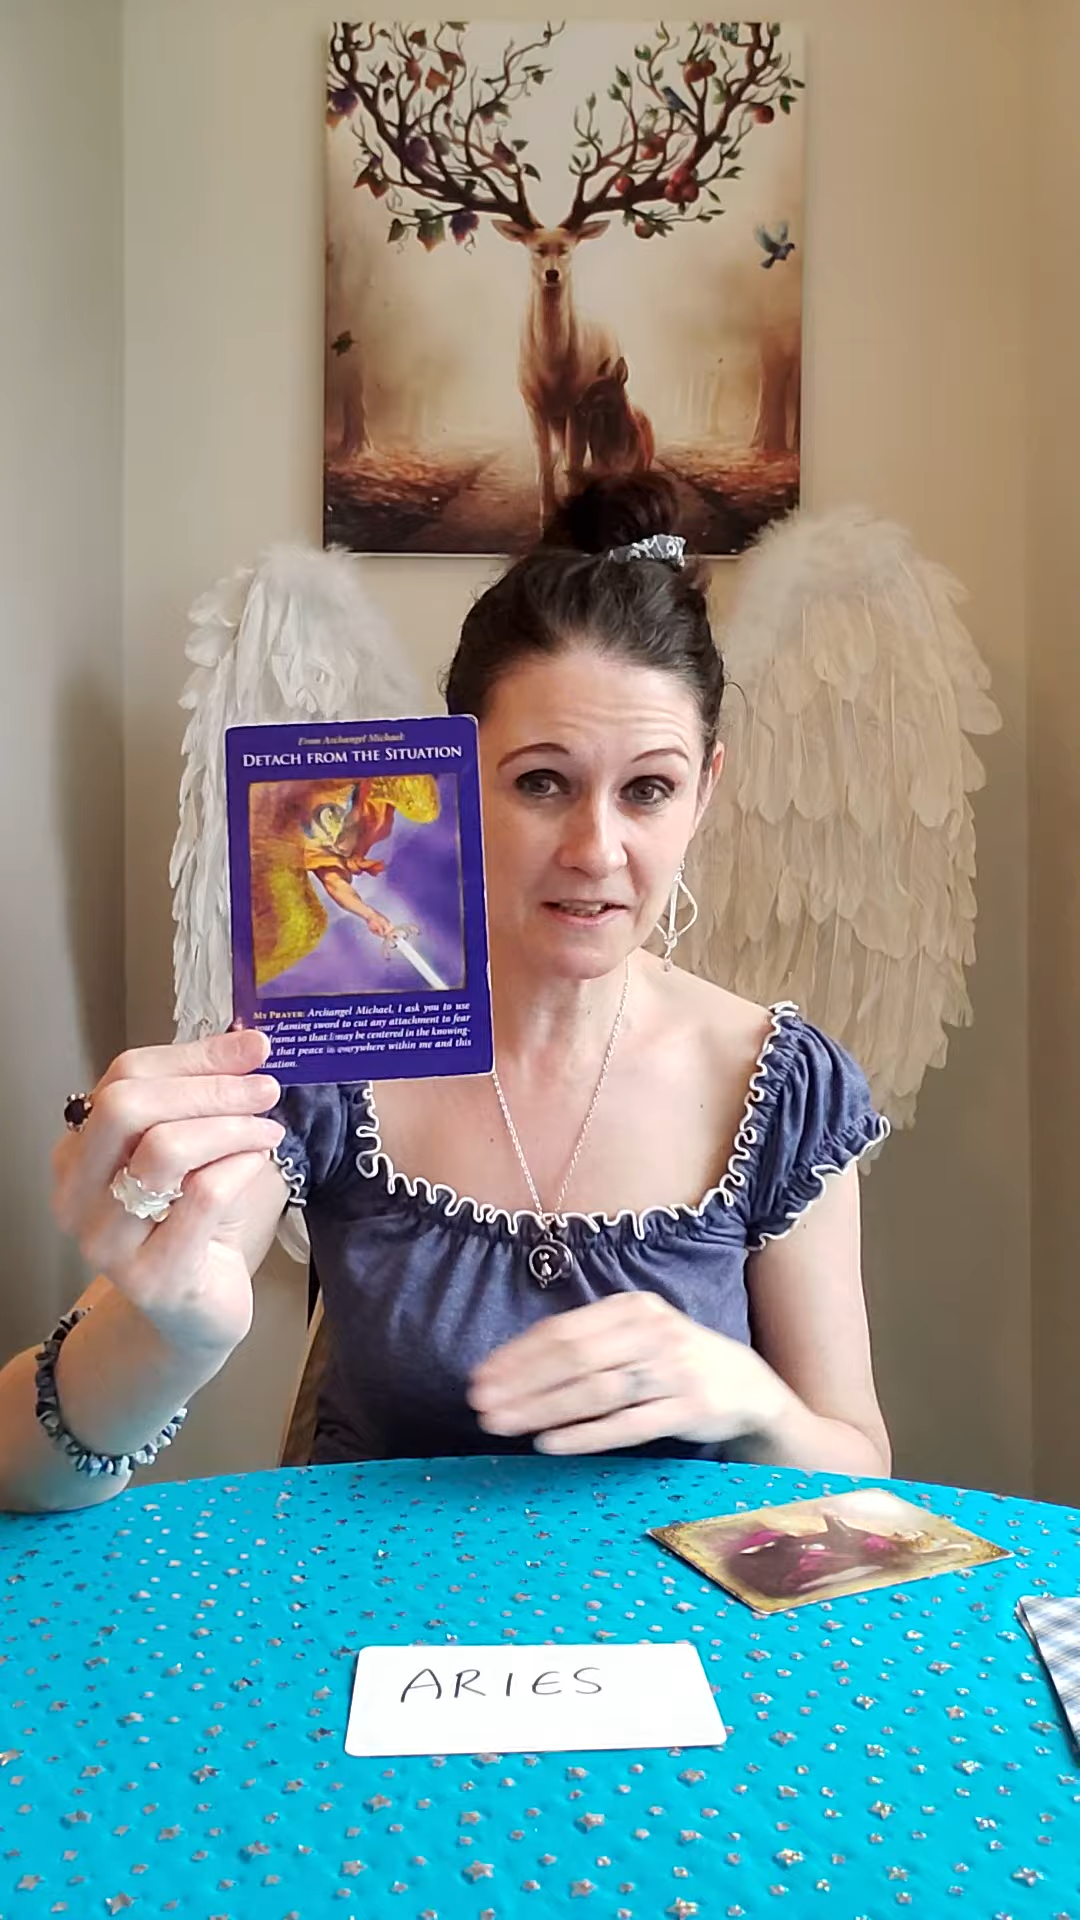 From Archangel Michael:
DETACH FROM THE SITUATION
MY PRAYER: Archangel Michael, I ask you to use
your flaming sword to cut any attachment to fear
drama so that I may be centered in the knowing-
that peace is everywhere within me and this
situation.
ARIES